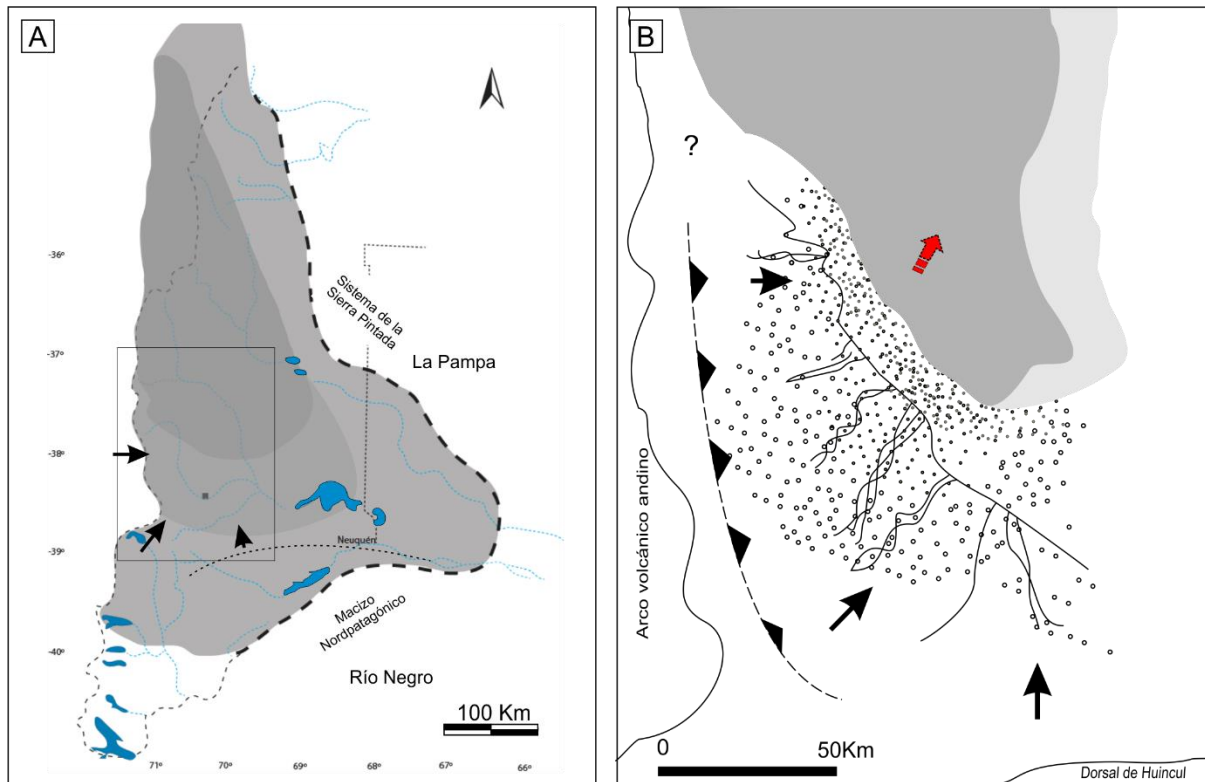 A
-36º
-37º
-38º
-39º
-40º
Sistema de la
Sierra Pintada
La Pampa
Neuquén
Macizo
Nordpatagónico
Río Negro
100 Km
71º
70º
69º
68º
67º
66º
B
?
Arco volcánico andino
0
50Km
Dorsal de Huincul